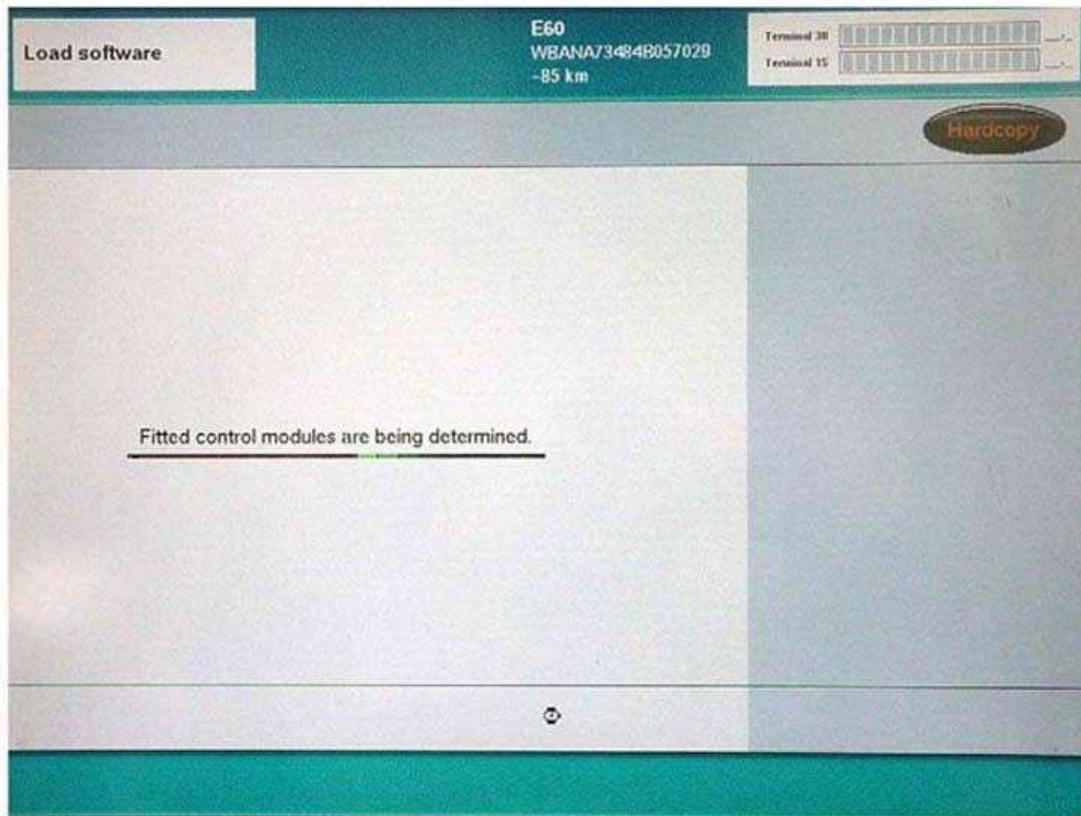 Load software
E60
WBANA73484B057029
-85 km
Terminal 30
Terminal 15
Hardcopy
Fitted control modules are being determined.